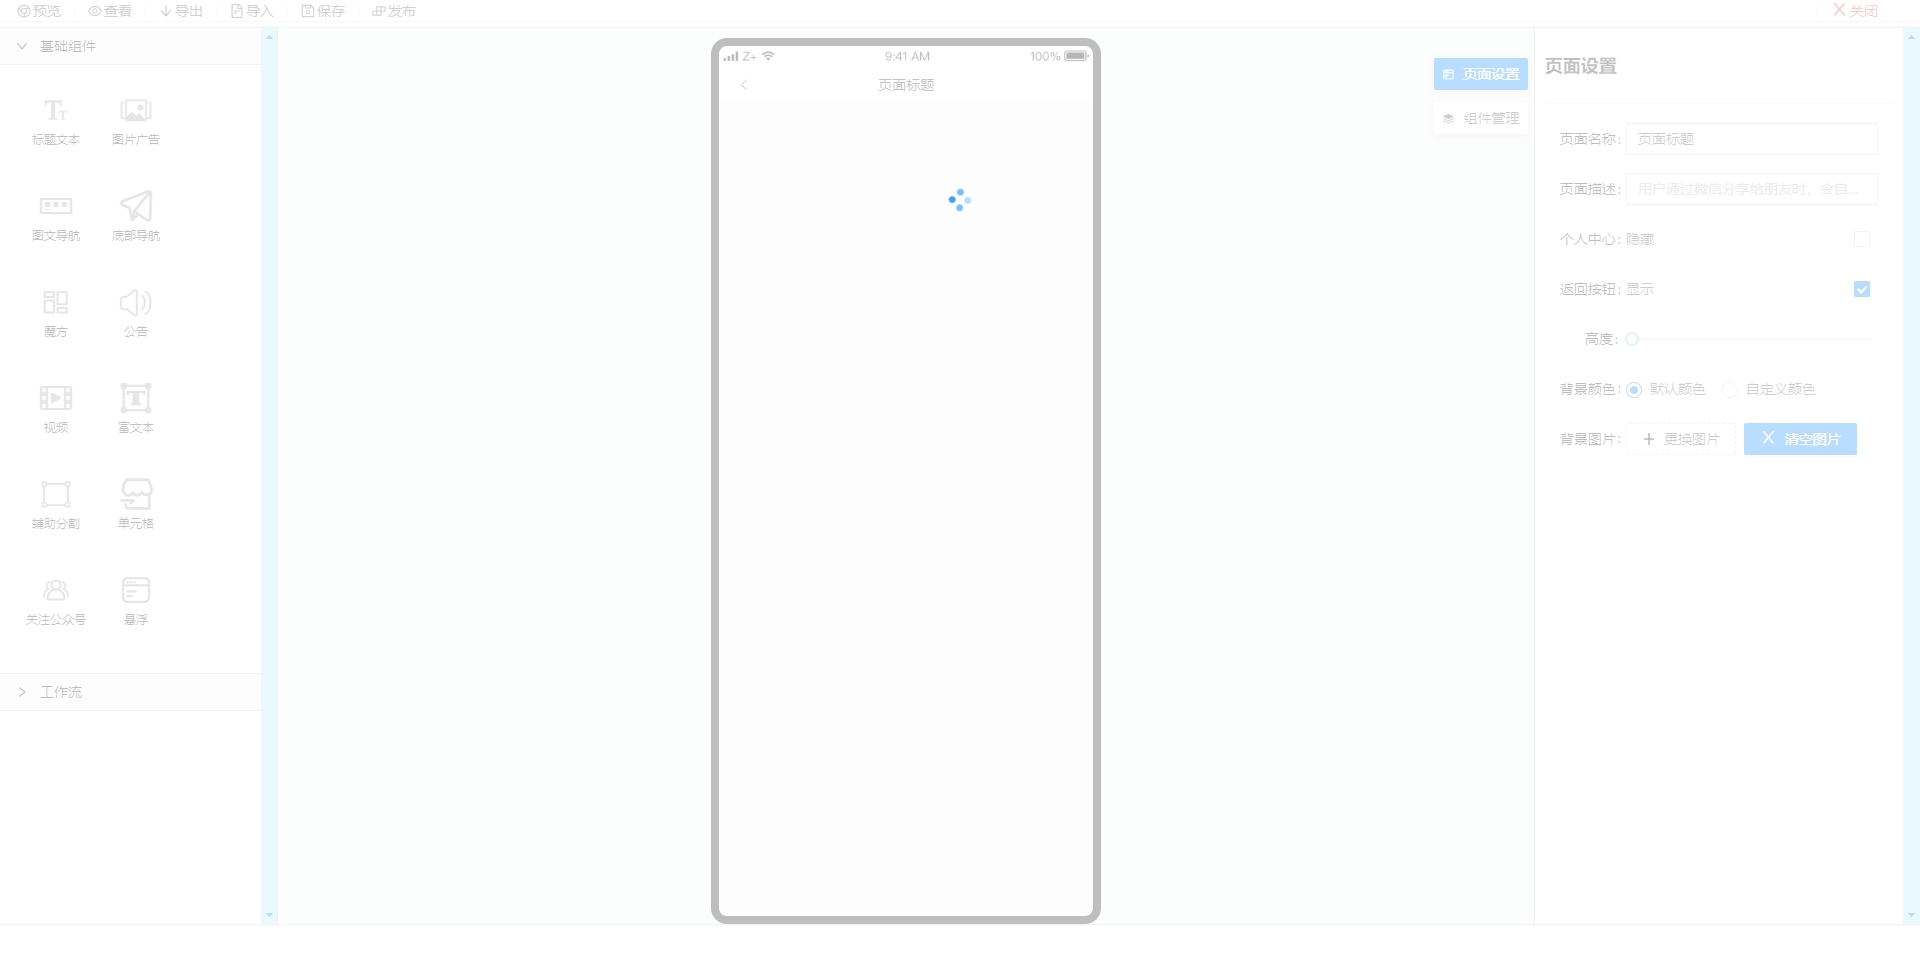 预览 查看 导出 导入 保存 发布 关闭
基础组件
标题文本 图片广告
图文导航 底部导航
魔方 公告
视频 富文本
辅助分割 单元格
关注公众号 悬浮
工作流
Z+ 9:41 AM 100%
页面标题
页面设置
组件管理
页面设置
页面名称: 页面标题
页面描述: 用户通过微信分享给朋友时，会自...
个人中心: 隐藏
返回按钮: 显示
高度:
背景颜色: 默认颜色 自定义颜色
背景图片: 更换图片 清空图片